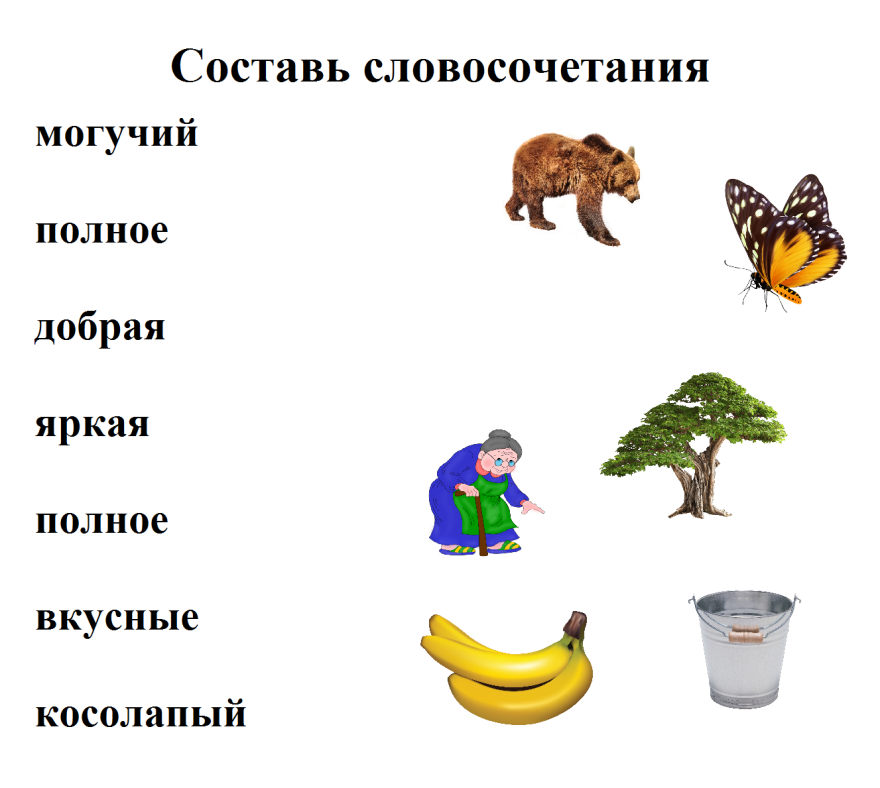 Составь словосочетания
могучий
полное
добрая
яркая
полное
вкусные
косолапый